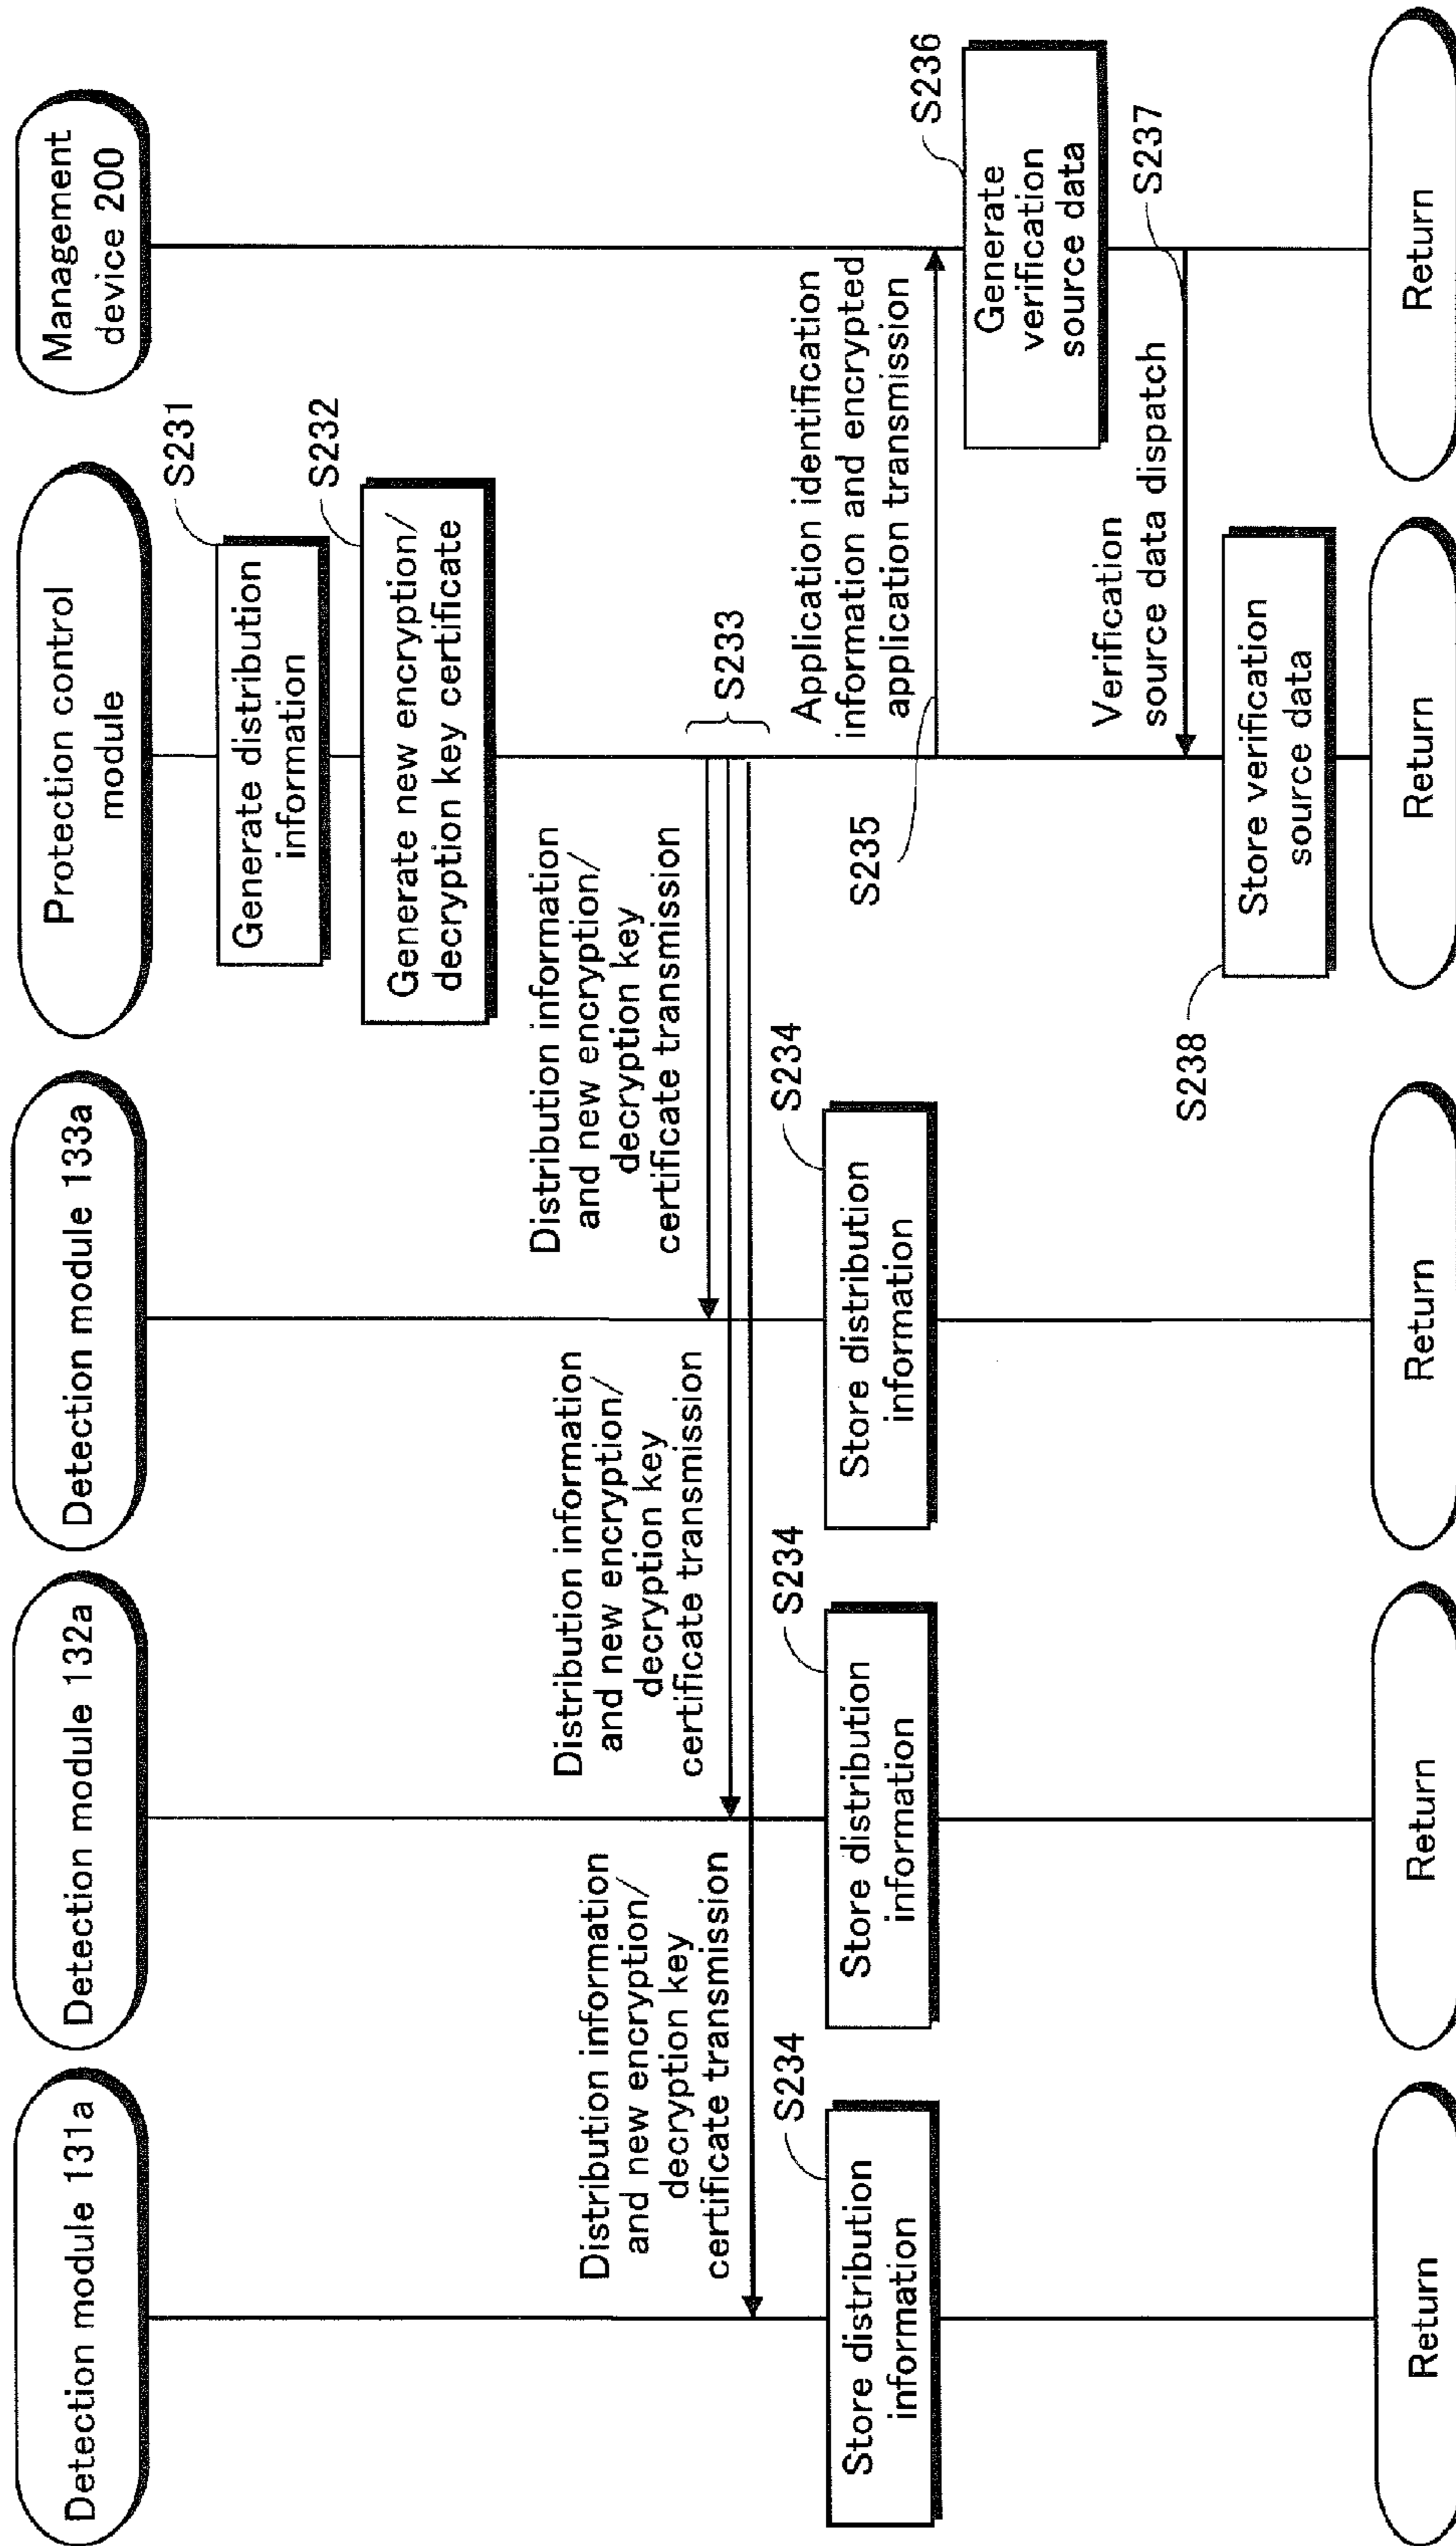 Detection module 131a
Detection module 132a
Detection module 133a
Protection control
module
Management
device 200
S231
Generate distribution
information
S232
Generate new encryption/
decryption key certificate
Distribution information
and new encryption/
decryption key
certificate transmission
Distribution information
and new encryption/
decryption key
certificate transmission
Distribution information
and new encryption/
decryption key
certificate transmission
S233
S234
Store distribution
information
S234
Store distribution
information
S234
Store distribution
information
Application identification
information and encrypted
application transmission
S235
S236
Generate
verification
source data
Verification
source data dispatch
S237
S238
Store verification
source data
Return
Return
Return
Return
Return